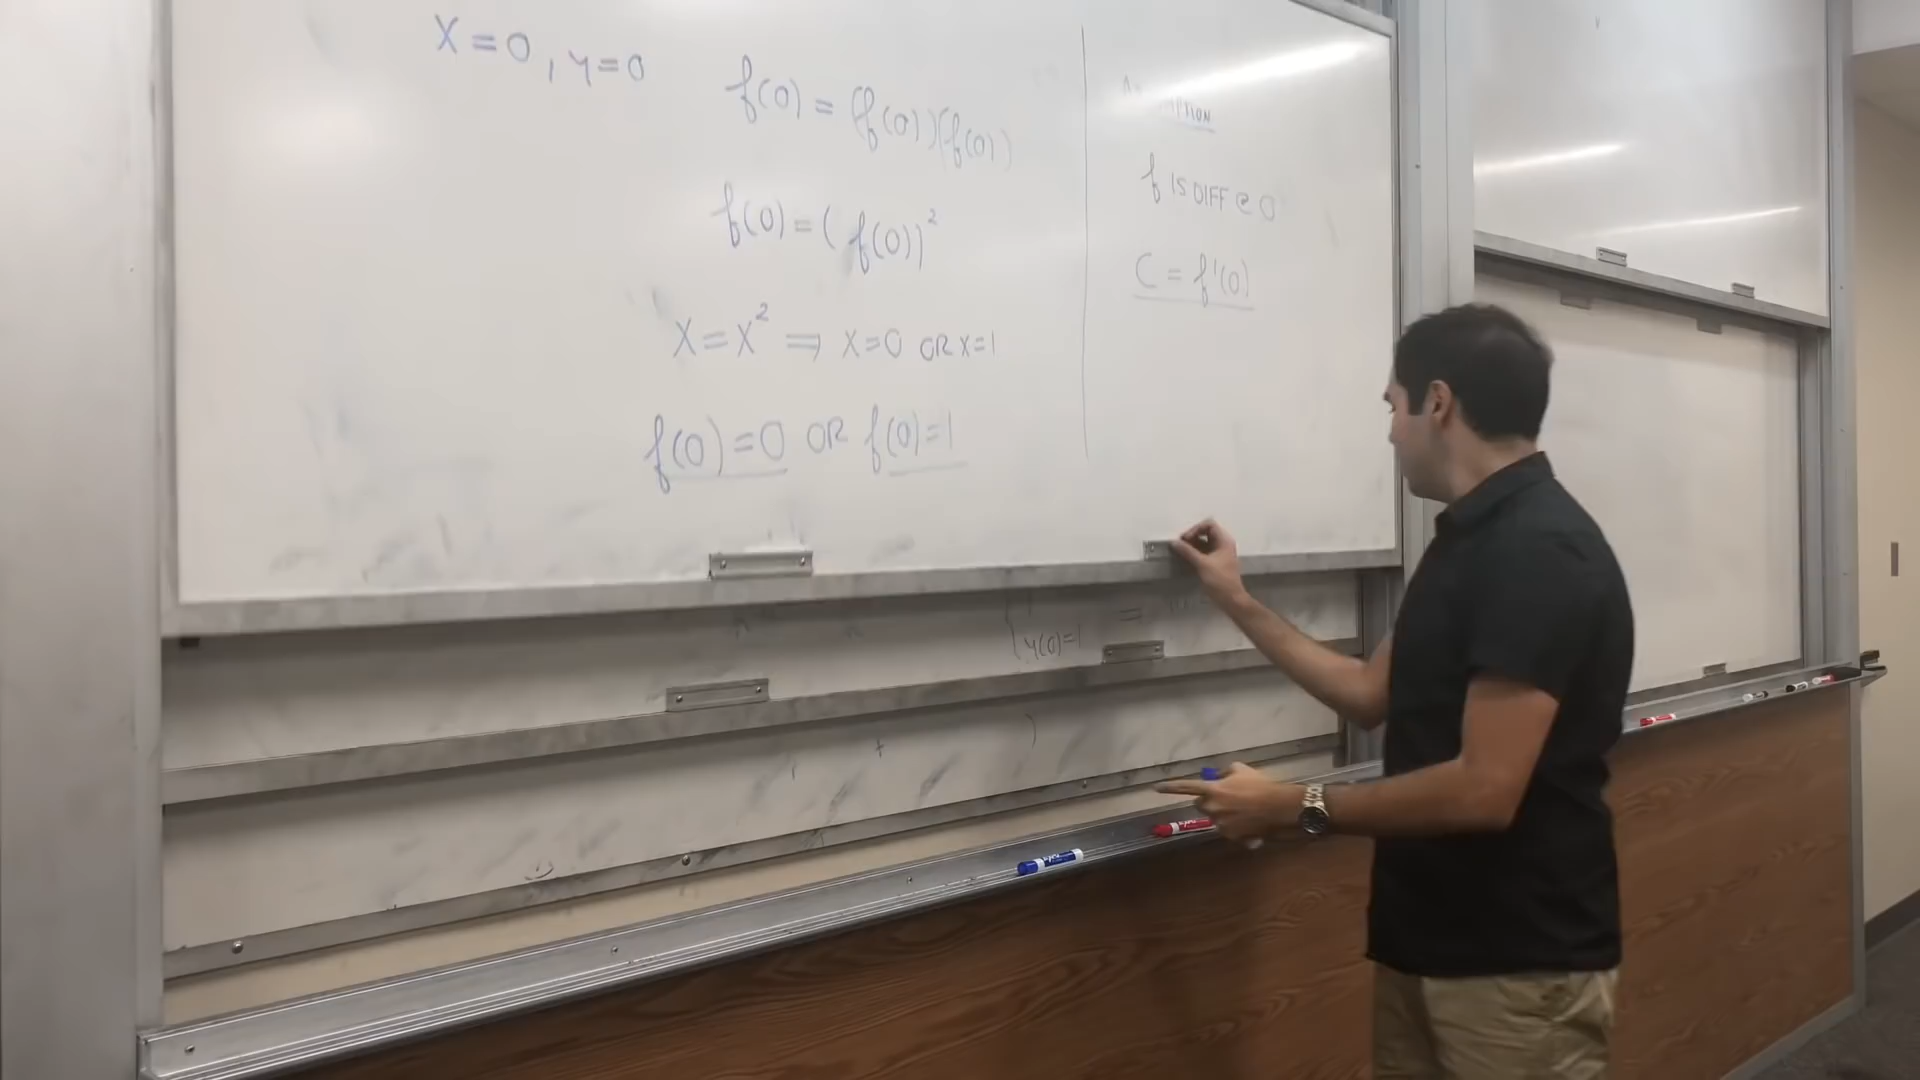 X=0, y=0
f(0) = (f(0))(f(0))
f(0) = (f(0))²
X=X² ⟹ X=0 OR X=1
f(0)=0 OR f(0)=1
f IS DIFF @ 0
C = f'(0)
y(0)=1